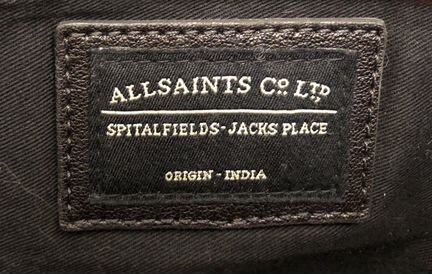 ALLSAINTS CO LTD
SPITALFIELDS-JACKS PLACE
ORIGIN - INDIA